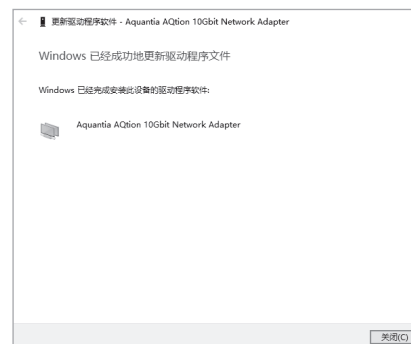 更新驱动程序软件 - Aquantia AQtion 10Gbit Network Adapter
Windows 已经成功地更新驱动程序文件
Windows 已经完成安装此设备的驱动程序软件:
Aquantia AQtion 10Gbit Network Adapter
关闭(C)